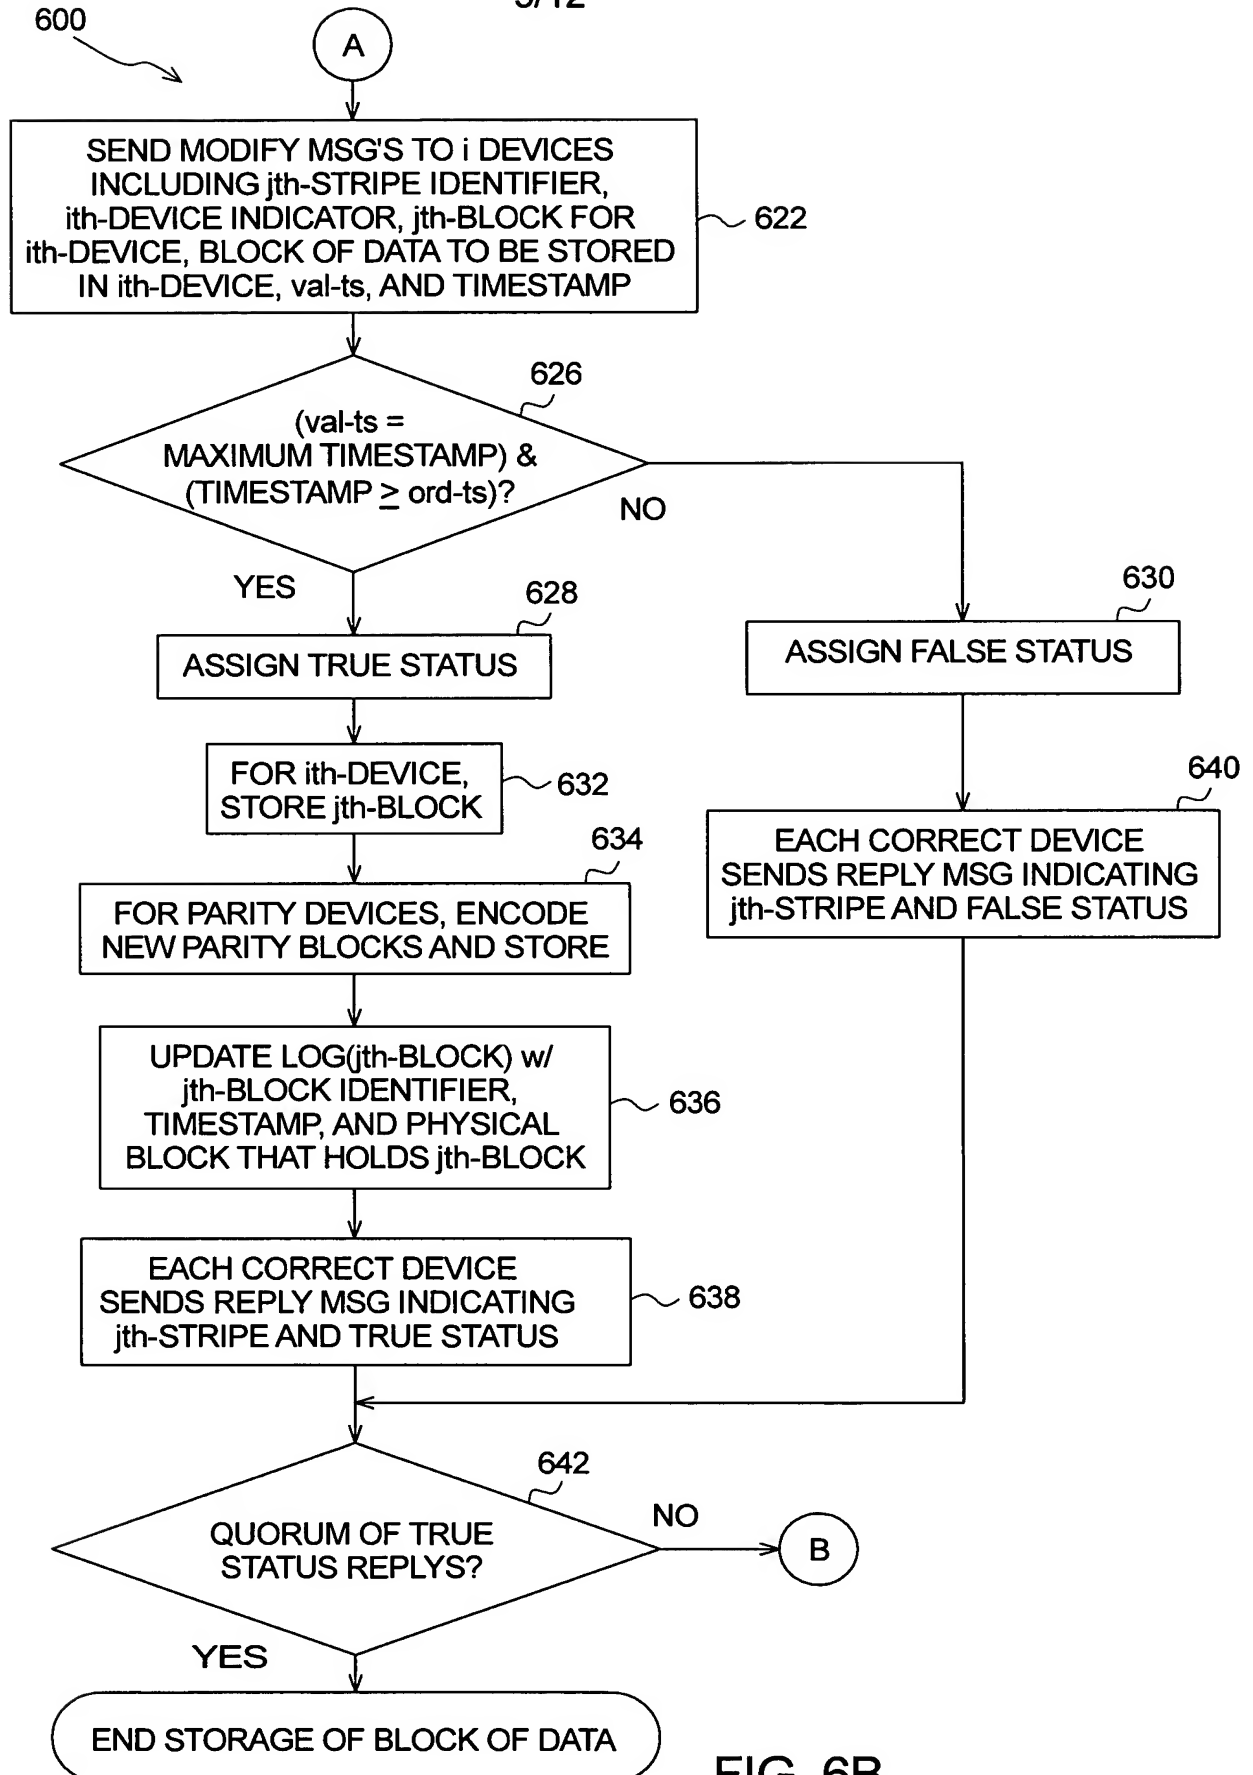 600
A
SEND MODIFY MSG'S TO i DEVICES
INCLUDING jth-STRIPE IDENTIFIER,
ith-DEVICE INDICATOR, jth-BLOCK FOR
ith-DEVICE, BLOCK OF DATA TO BE STORED
IN ith-DEVICE, val-ts, AND TIMESTAMP
622
626
(val-ts =
MAXIMUM TIMESTAMP) &
(TIMESTAMP ≥ ord-ts)?
NO
YES
628
ASSIGN TRUE STATUS
630
ASSIGN FALSE STATUS
FOR ith-DEVICE,
STORE jth-BLOCK
632
640
EACH CORRECT DEVICE
SENDS REPLY MSG INDICATING
jth-STRIPE AND FALSE STATUS
634
FOR PARITY DEVICES, ENCODE
NEW PARITY BLOCKS AND STORE
UPDATE LOG(jth-BLOCK) w/
jth-BLOCK IDENTIFIER,
TIMESTAMP, AND PHYSICAL
BLOCK THAT HOLDS jth-BLOCK
636
EACH CORRECT DEVICE
SENDS REPLY MSG INDICATING
jth-STRIPE AND TRUE STATUS
638
642
QUORUM OF TRUE
STATUS REPLYS?
NO
B
YES
END STORAGE OF BLOCK OF DATA
FIG. 6B